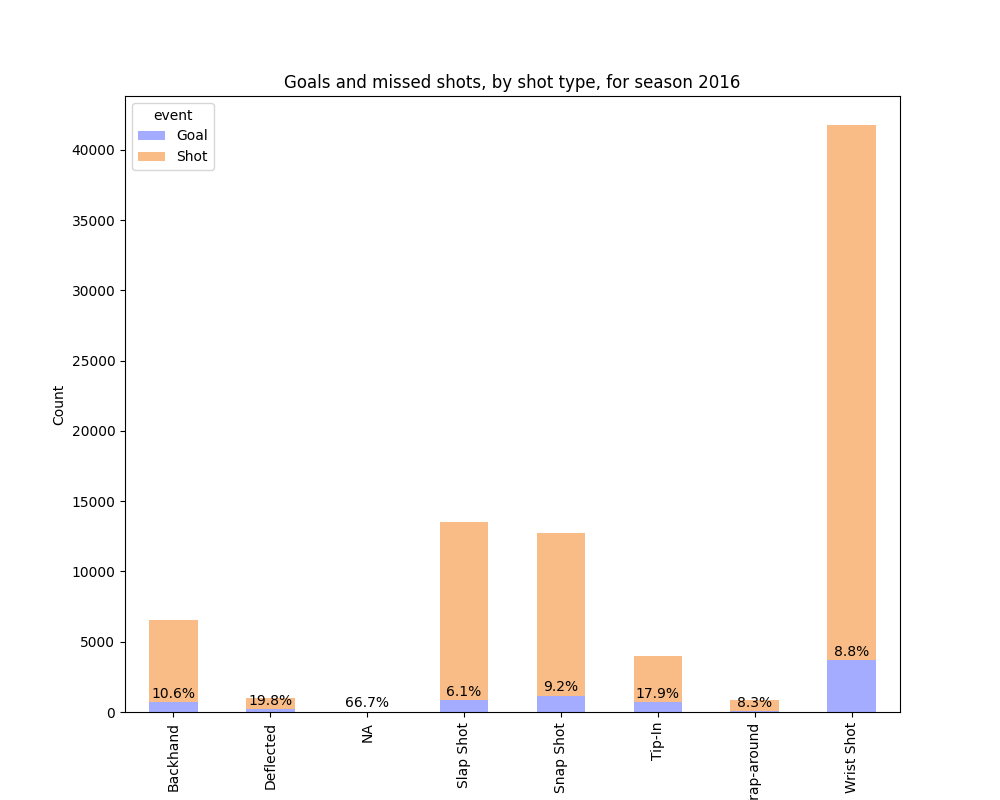 Goals and missed shots, by shot type, for season 2016
event
Goal
Shot
Count
40000
35000
30000
25000
20000
15000
10000
5000
0
10.6%
19.8%
66.7%
6.1%
9.2%
17.9%
8.3%
8.8%
Backhand
Deflected
NA
Slap Shot
Snap Shot
Tip-In
rap-around
Wrist Shot